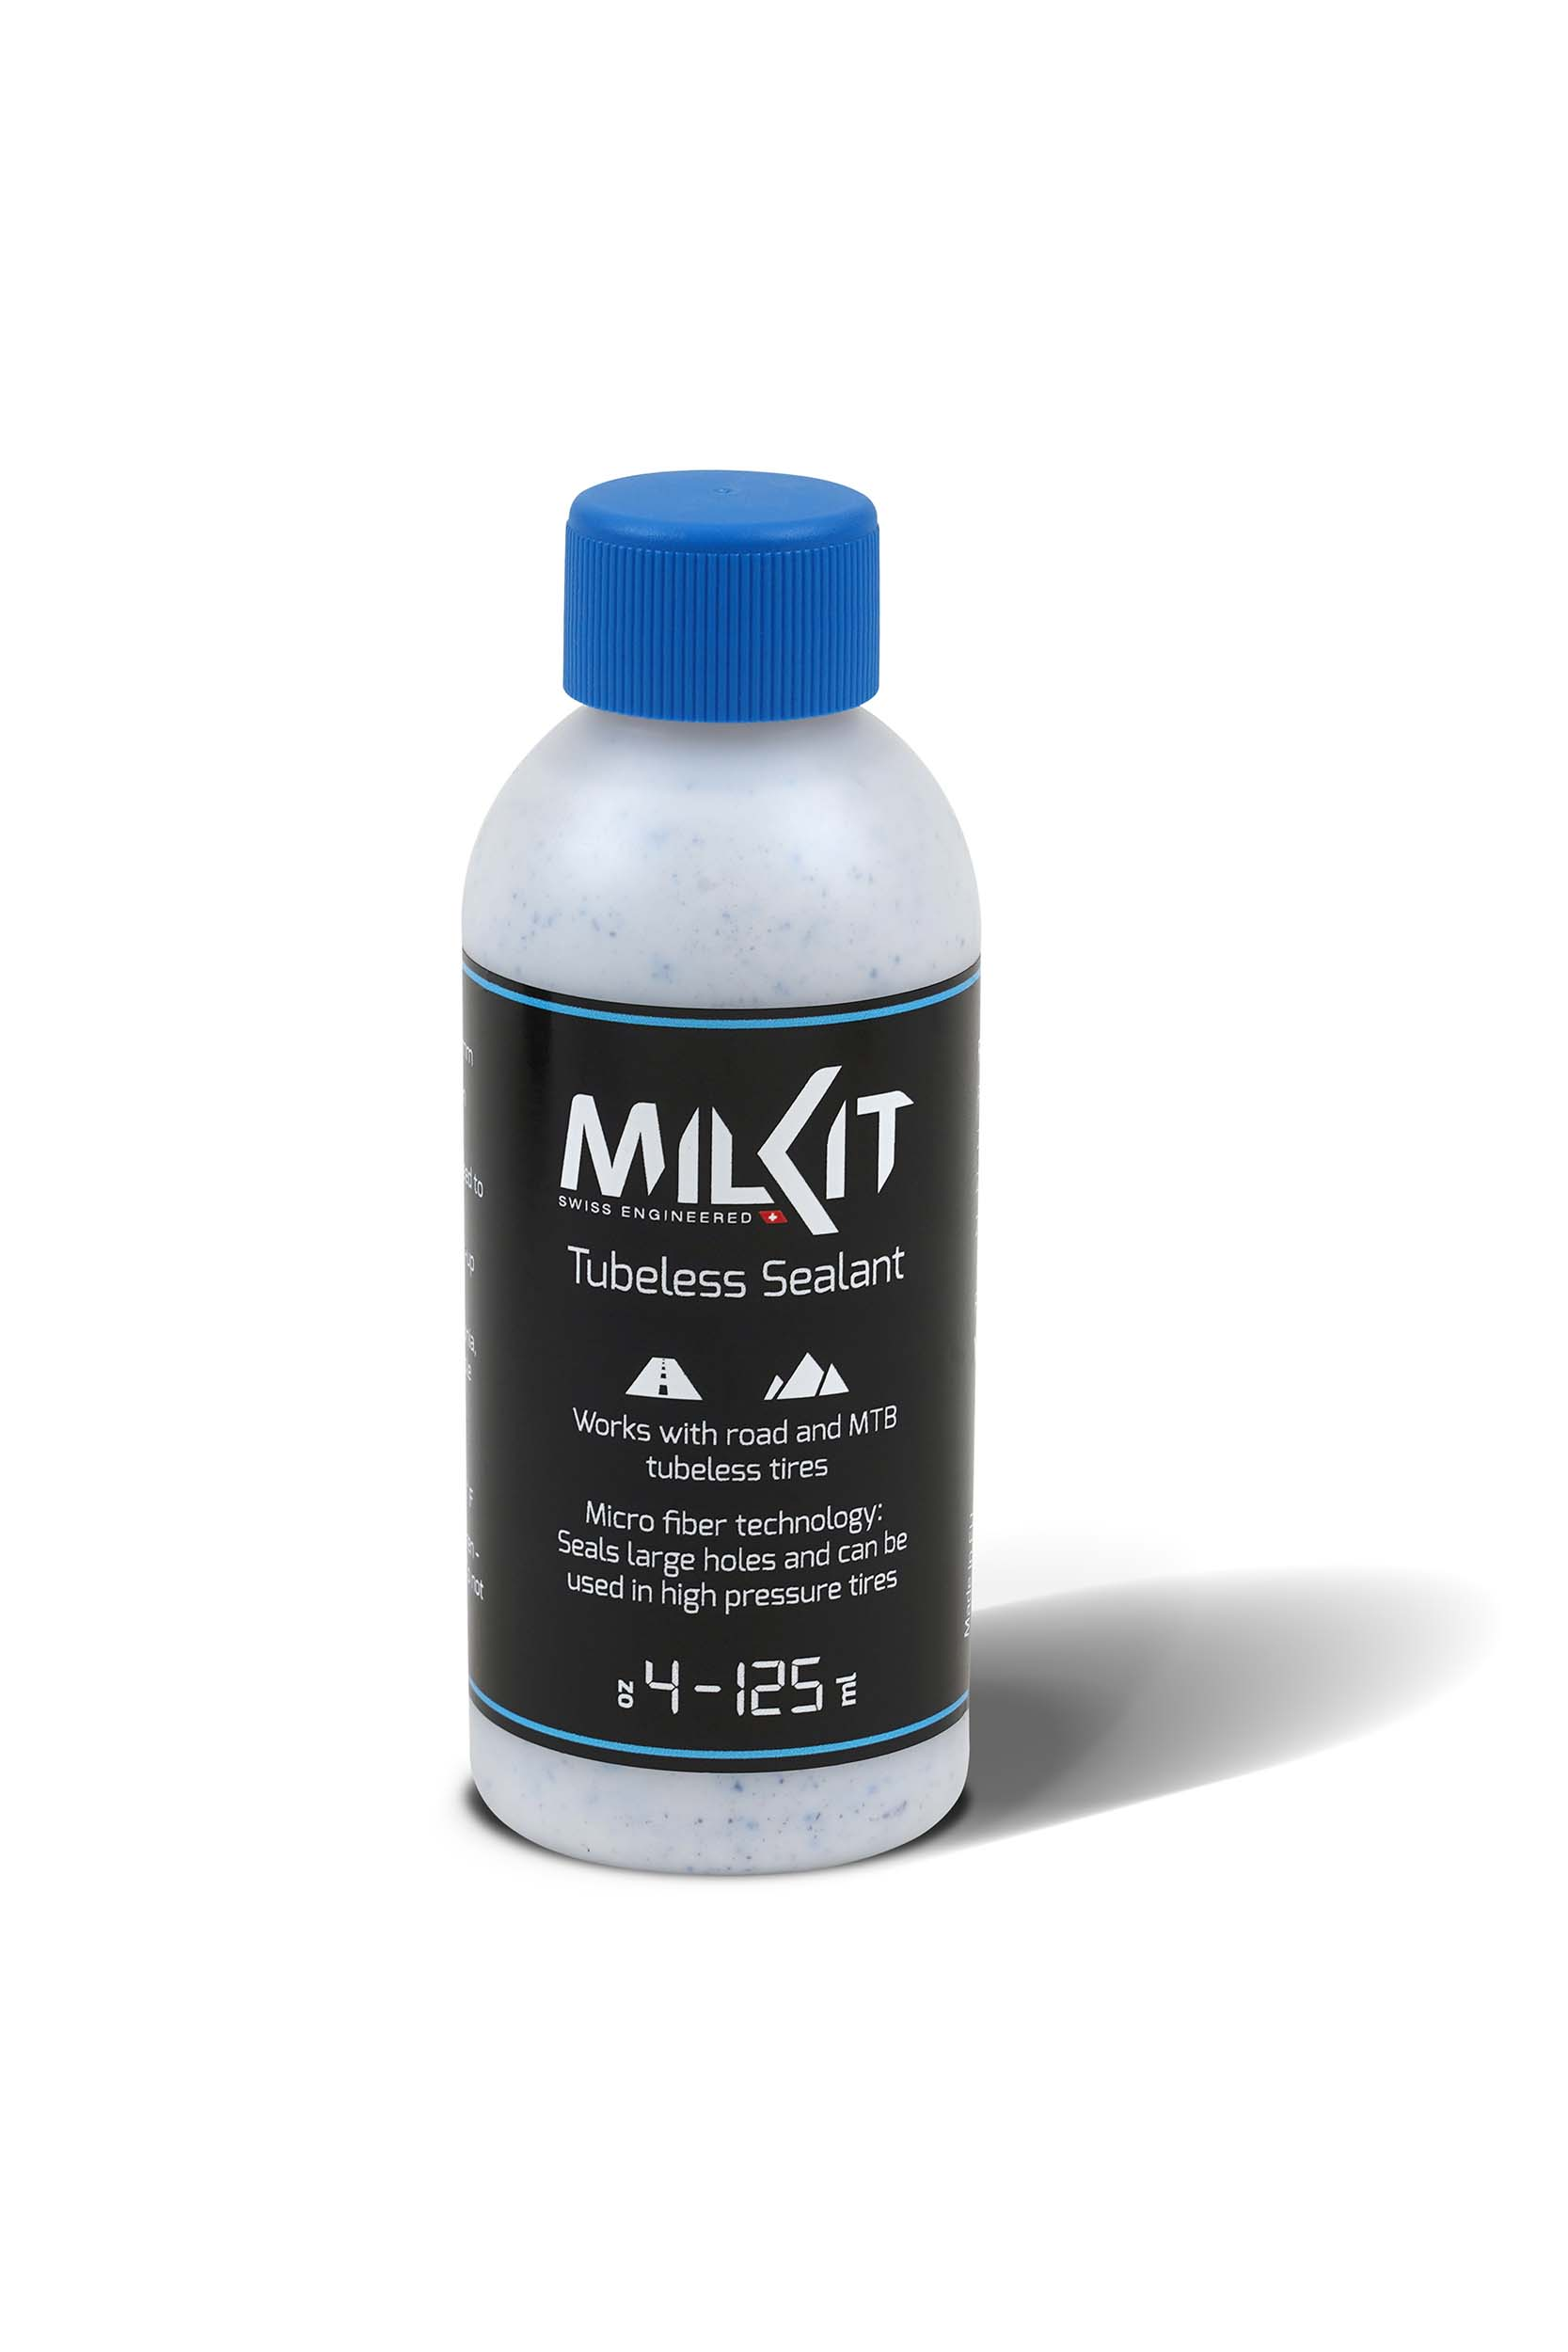 MILKIT
SWISS ENGINEERED
Tubeless Sealant
Works with road and MTB
tubeless tires
Micro fiber technology:
Seals large holes and can be
used in high pressure tires
oz 4-125 ml